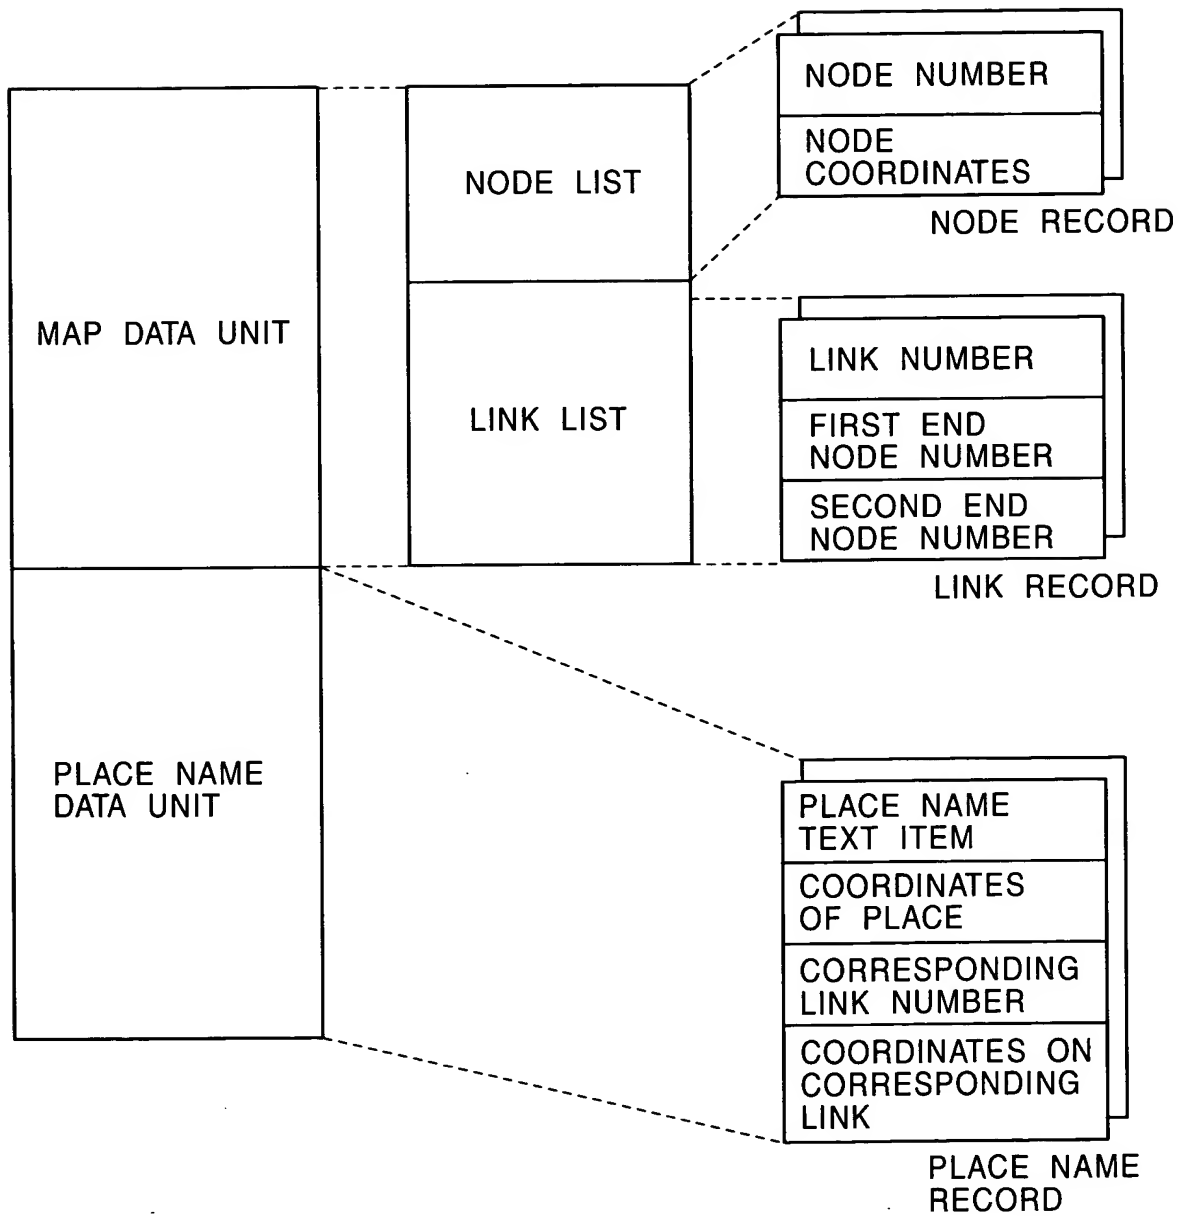 MAP DATA UNIT
PLACE NAME
DATA UNIT
NODE LIST
LINK LIST
NODE NUMBER
NODE
COORDINATES
NODE RECORD
LINK NUMBER
FIRST END
NODE NUMBER
SECOND END
NODE NUMBER
LINK RECORD
PLACE NAME
TEXT ITEM
COORDINATES
OF PLACE
CORRESPONDING
LINK NUMBER
COORDINATES ON
CORRESPONDING
LINK
PLACE NAME
RECORD